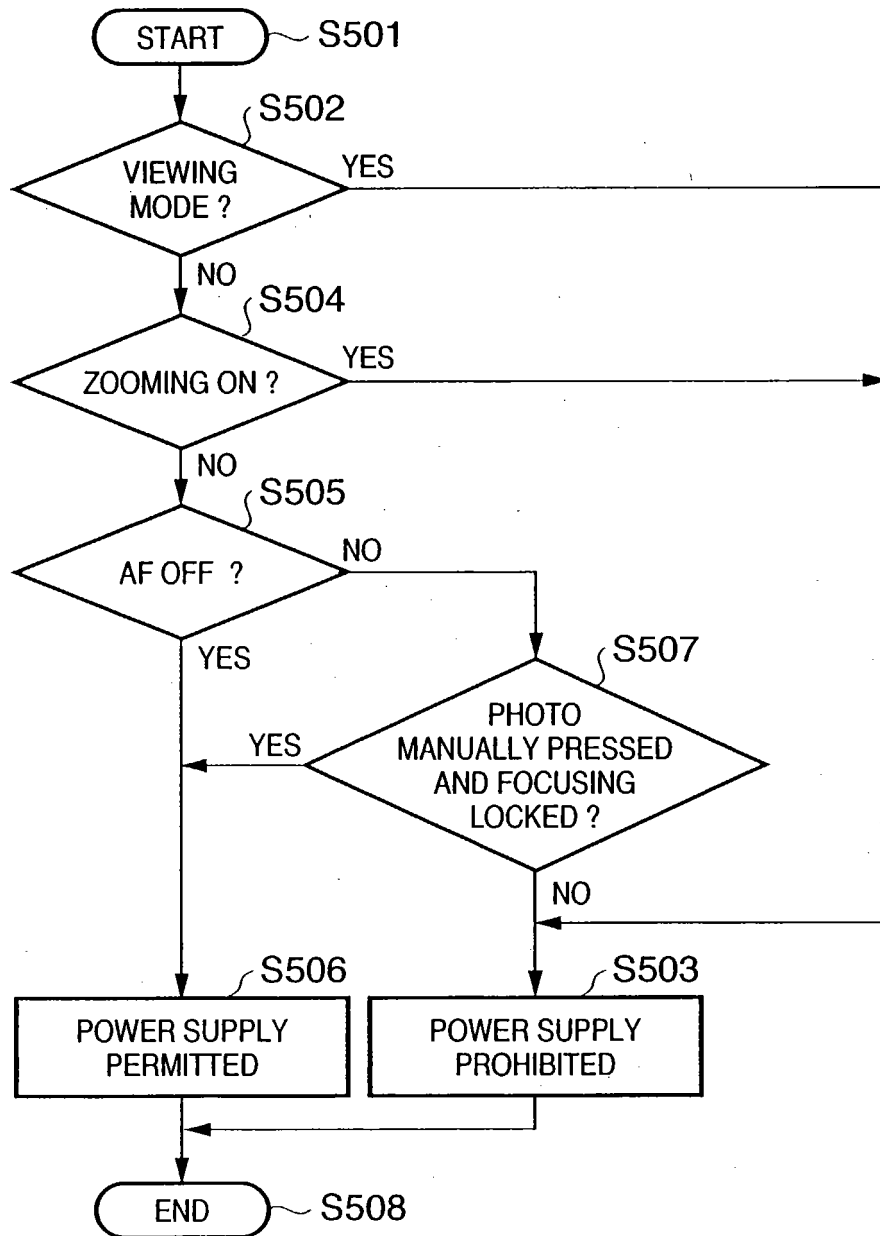 START
S501
S502
VIEWING
MODE ?
YES
NO
S504
ZOOMING ON ?
YES
NO
S505
AF OFF ?
NO
YES
S507
PHOTO
MANUALLY PRESSED
AND FOCUSING
LOCKED ?
YES
NO
S506
POWER SUPPLY
PERMITTED
S503
POWER SUPPLY
PROHIBITED
END
S508